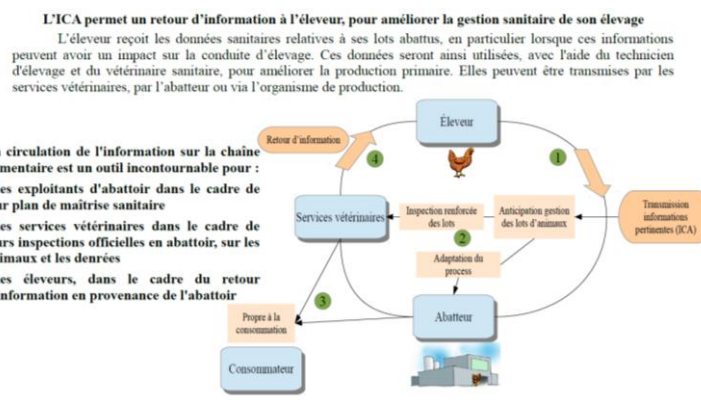 L’ICA permet un retour d’information à l’éleveur, pour améliorer la gestion sanitaire de son élevage
L’éleveur reçoit les données sanitaires relatives à ses lots abattus, en particulier lorsque ces informations
peuvent avoir un impact sur la conduite d’élevage. Ces données seront ainsi utilisées, avec l'aide du technicien
d'élevage et du vétérinaire sanitaire, pour améliorer la production primaire. Elles peuvent être transmises par les
services vétérinaires, par l’abatteur ou via l’organisme de production.
circulation de l'information sur la chaîne
mentaire est un outil incontournable pour :
es exploitants d'abattoir dans le cadre de
ur plan de maîtrise sanitaire
es services vétérinaires dans le cadre de
urs inspections officielles en abattoir, sur les
nimaux et les denrées
es éleveurs, dans le cadre du retour
nformation en provenance de l'abattoir
Éleveur
Retour d’information
4
1
Services vétérinaires
Inspection renforcée
des lots
2
Anticipation gestion
des lots d’animaux
Transmission
informations
pertinentes (ICA)
Adaptation du
process
3
Propre à la
consommation
Abatteur
Consommateur